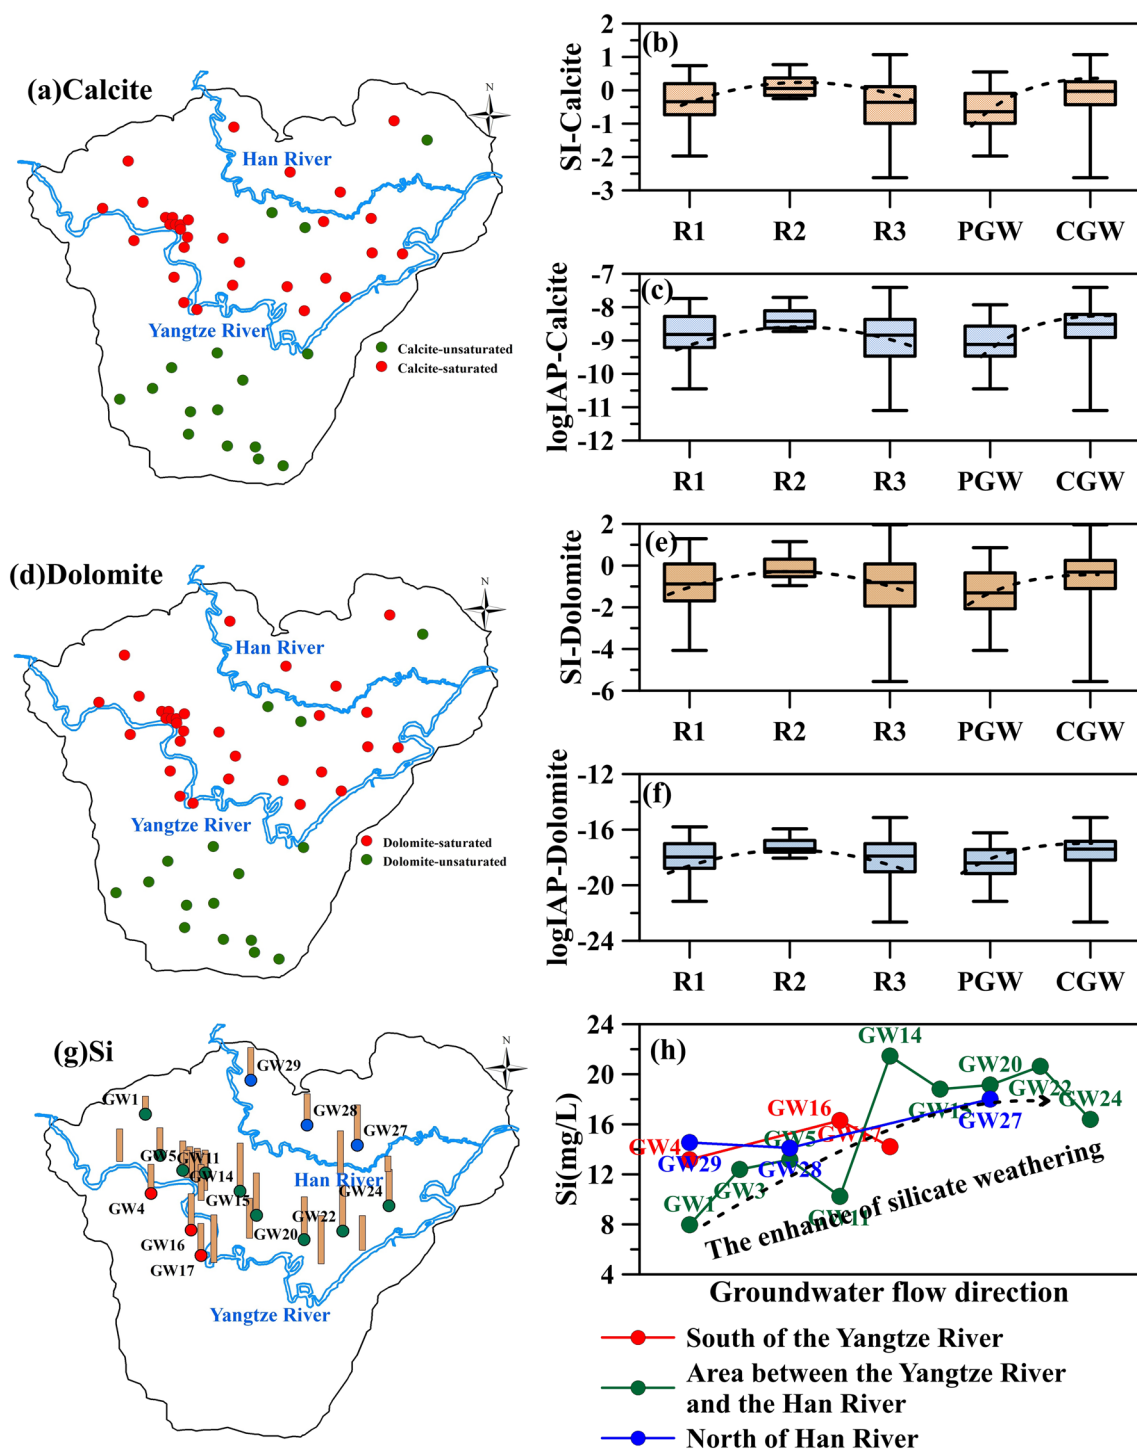 (a)Calcite
N
Han River
Yangtze River
Calcite-unsaturated
Calcite-saturated
(b)
SI-Calcite
2
1
0
-1
-2
-3
R1 R2 R3 PGW CGW
(c)
logIAP-Calcite
-7
-8
-9
-10
-11
-12
R1 R2 R3 PGW CGW
(d)Dolomite
N
Han River
Yangtze River
Dolomite-saturated
Dolomite-unsaturated
(e)
SI-Dolomite
2
0
-2
-4
-6
R1 R2 R3 PGW CGW
(f)
logIAP-Dolomite
-12
-16
-20
-24
R1 R2 R3 PGW CGW
(g)Si
N
GW29
GW1
GW28
GW27
GW5
GW11
GW14
Han River
GW4
GW15
GW24
GW22
GW20
GW16
GW17
Yangtze River
(h)
Si(mg/L)
24
20
16
12
8
4
GW14
GW20
GW22
GW15
GW24
GW16
GW27
GW17
GW4
GW5
GW29
GW3
GW28
GW1
GW11
The enhance of silicate weathering
Groundwater flow direction
South of the Yangtze River
Area between the Yangtze River
and the Han River
North of Han River